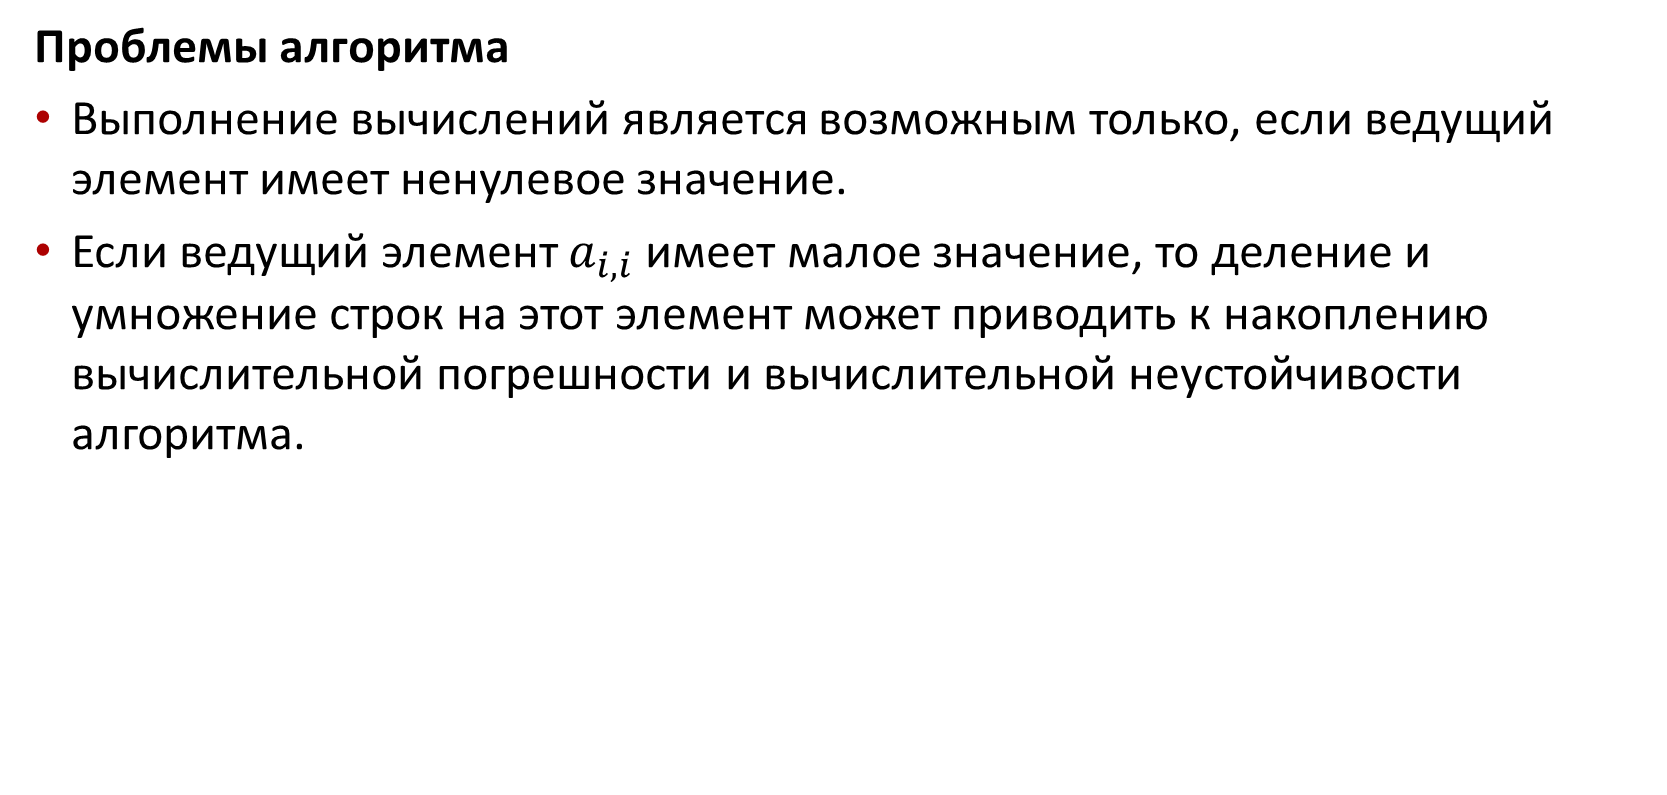 Проблемы алгоритма
• Выполнение вычислений является возможным только, если ведущий
элемент имеет ненулевое значение.
• Если ведущий элемент a_{i,i} имеет малое значение, то деление и
умножение строк на этот элемент может приводить к накоплению
вычислительной погрешности и вычислительной неустойчивости
алгоритма.